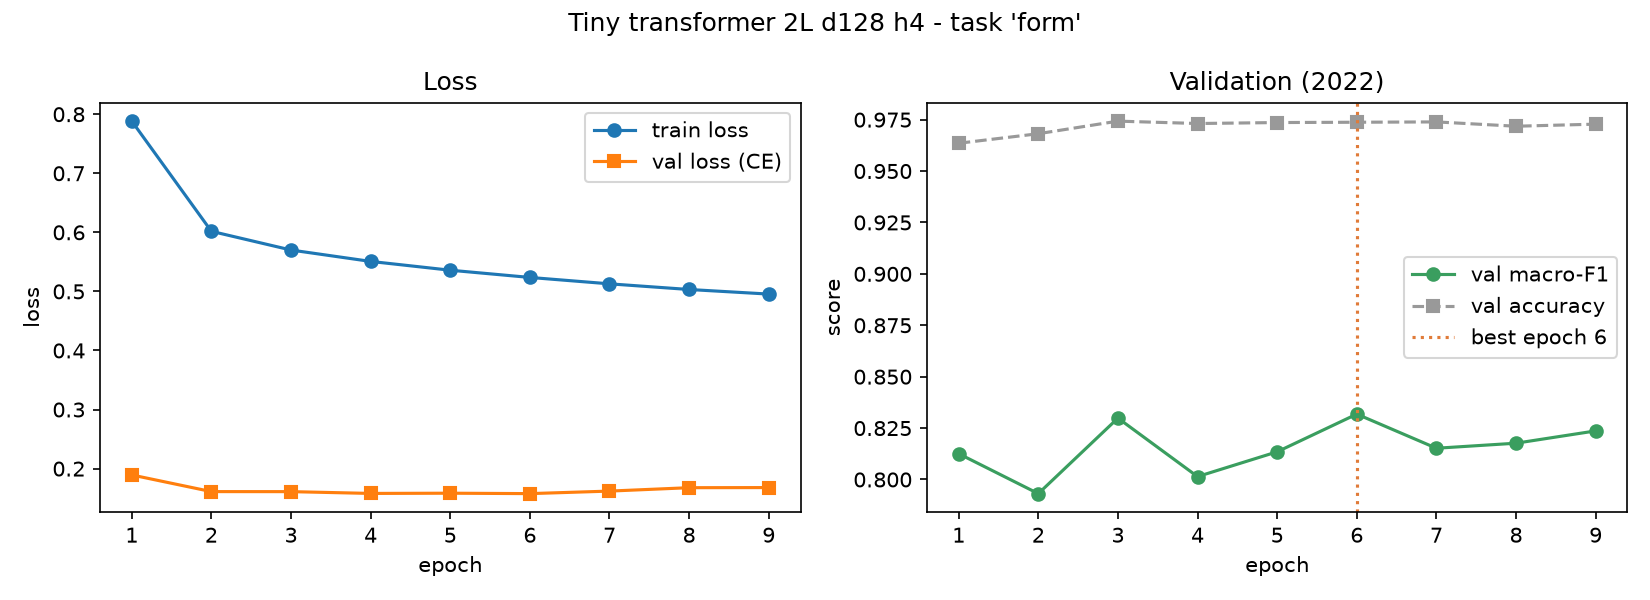 Tiny transformer 2L d128 h4 - task 'form'
Loss
0.8
0.7
0.6
0.5
0.4
0.3
0.2
loss
1 2 3 4 5 6 7 8 9
epoch
train loss
val loss (CE)
Validation (2022)
0.975
0.950
0.925
0.900
0.875
0.850
0.825
0.800
score
1 2 3 4 5 6 7 8 9
epoch
val macro-F1
val accuracy
best epoch 6